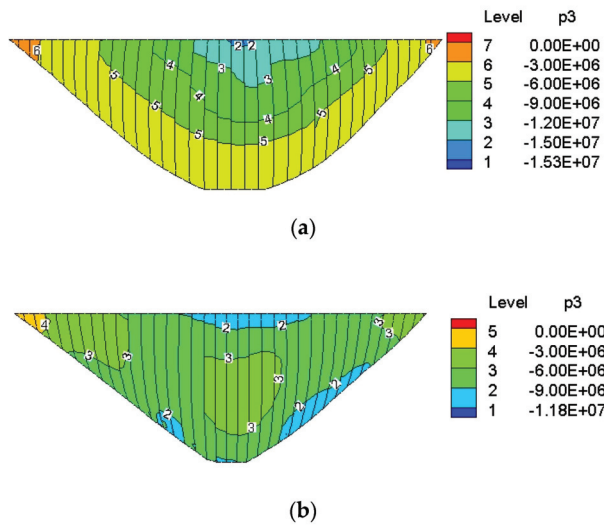 Level p3
7 0.00E+00
6 -3.00E+06
5 -6.00E+06
4 -9.00E+06
3 -1.20E+07
2 -1.50E+07
1 -1.53E+07
6 2 2 6
4 3 3 4 5
5 4 4
5 5
5
(a)
Level p3
5 0.00E+00
4 -3.00E+06
3 -6.00E+06
2 -9.00E+06
1 -1.18E+07
4 2 2
3 3 3 3
3 3
2 2 2
3
(b)